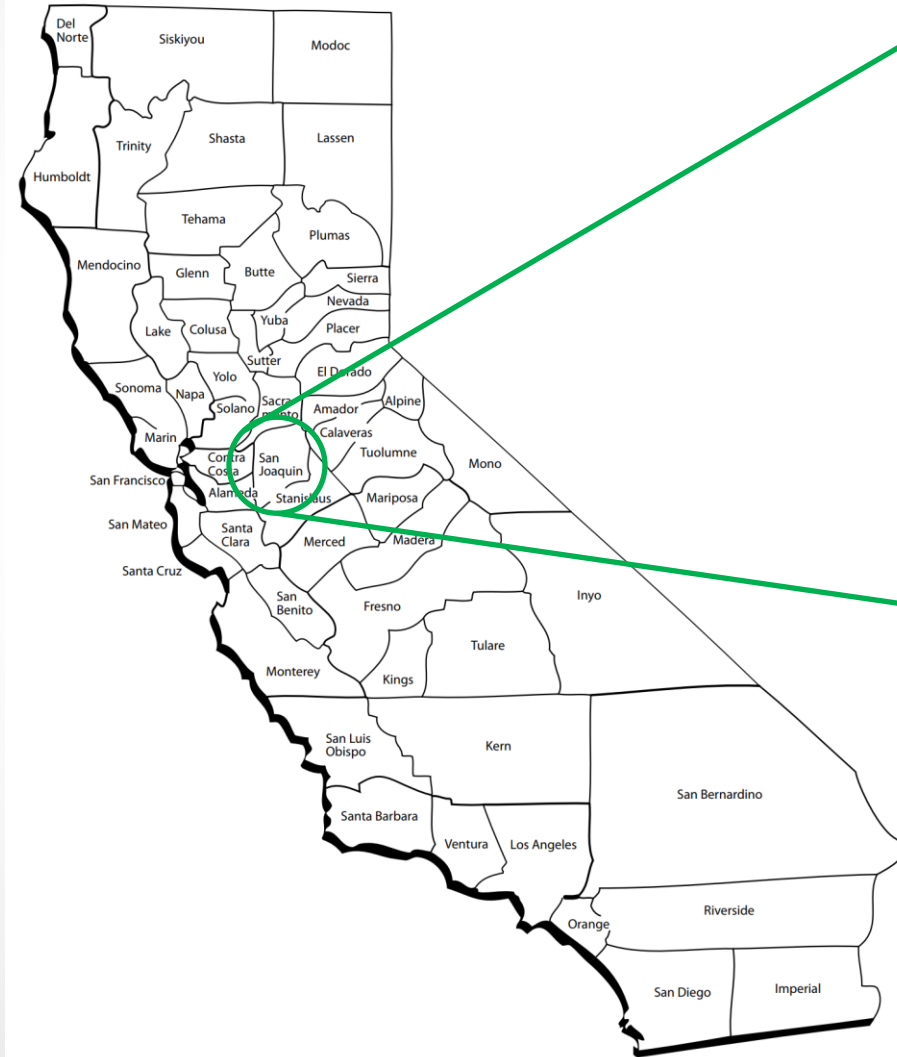 Del
Norte
Siskiyou
Modoc
Shasta
Lassen
Trinity
Humboldt
Tehama
Plumas
Mendocino
Glenn
Butte
Sierra
Nevada
Yuba
Placer
Lake
Colusa
Sutter
El Dorado
Yolo
Sonoma
Napa
Solano
Sacra
mento
Amador
Alpine
Calaveras
Marin
Tuolumne
Contra
Costa
San
Joaquin
Mono
San Francisco
Alameda
Stanislaus
Mariposa
San Mateo
Santa
Clara
Merced
Madera
Santa Cruz
San
Benito
Fresno
Inyo
Tulare
Monterey
Kings
San Luis
Obispo
Kern
San Bernardino
Santa Barbara
Ventura
Los Angeles
Orange
Riverside
San Diego
Imperial